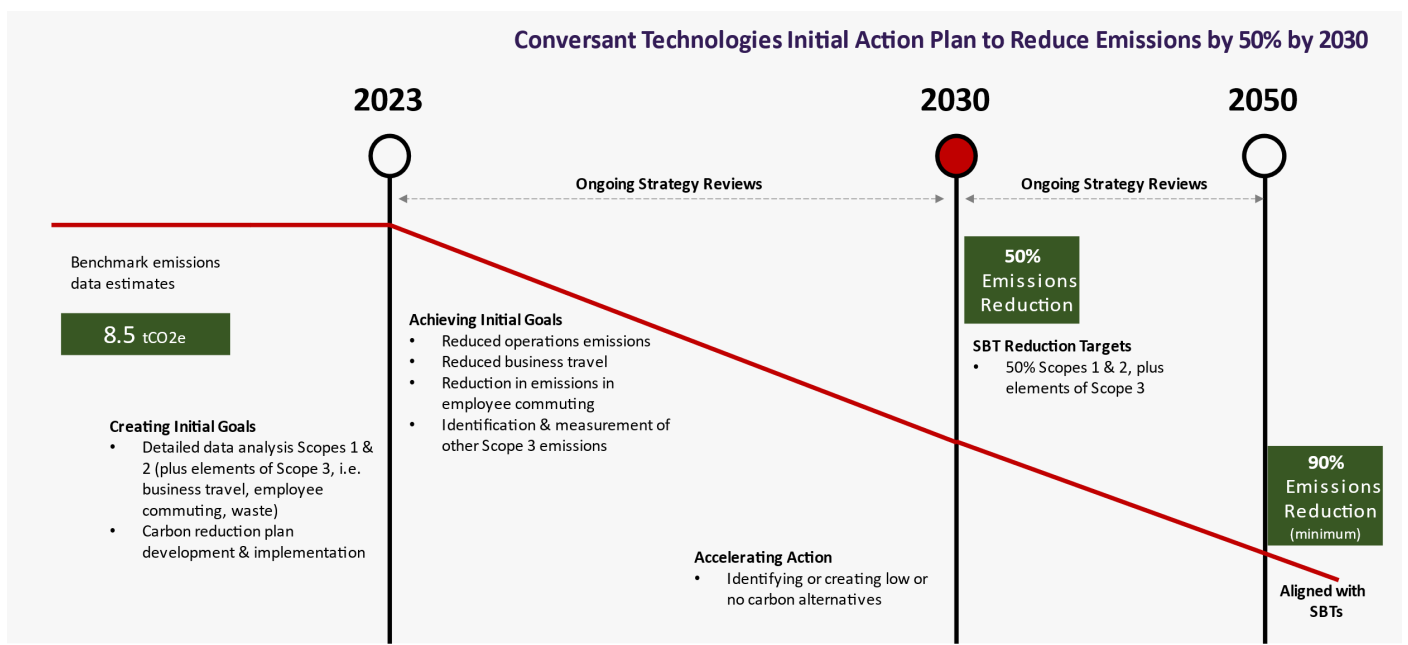 Conversant Technologies Initial Action Plan to Reduce Emissions by 50% by 2030
2023
2030
2050
Ongoing Strategy Reviews
Ongoing Strategy Reviews
Benchmark emissions
data estimates
8.5 tCO2e
Creating Initial Goals
• Detailed data analysis Scopes 1 &
2 (plus elements of Scope 3, i.e.
business travel, employee
commuting, waste)
• Carbon reduction plan
development & implementation
Achieving Initial Goals
• Reduced operations emissions
• Reduced business travel
• Reduction in emissions in
employee commuting
• Identification & measurement of
other Scope 3 emissions
Accelerating Action
• Identifying or creating low or
no carbon alternatives
50%
Emissions
Reduction
SBT Reduction Targets
• 50% Scopes 1 & 2, plus
elements of Scope 3
90%
Emissions
Reduction
(minimum)
Aligned with
SBTs